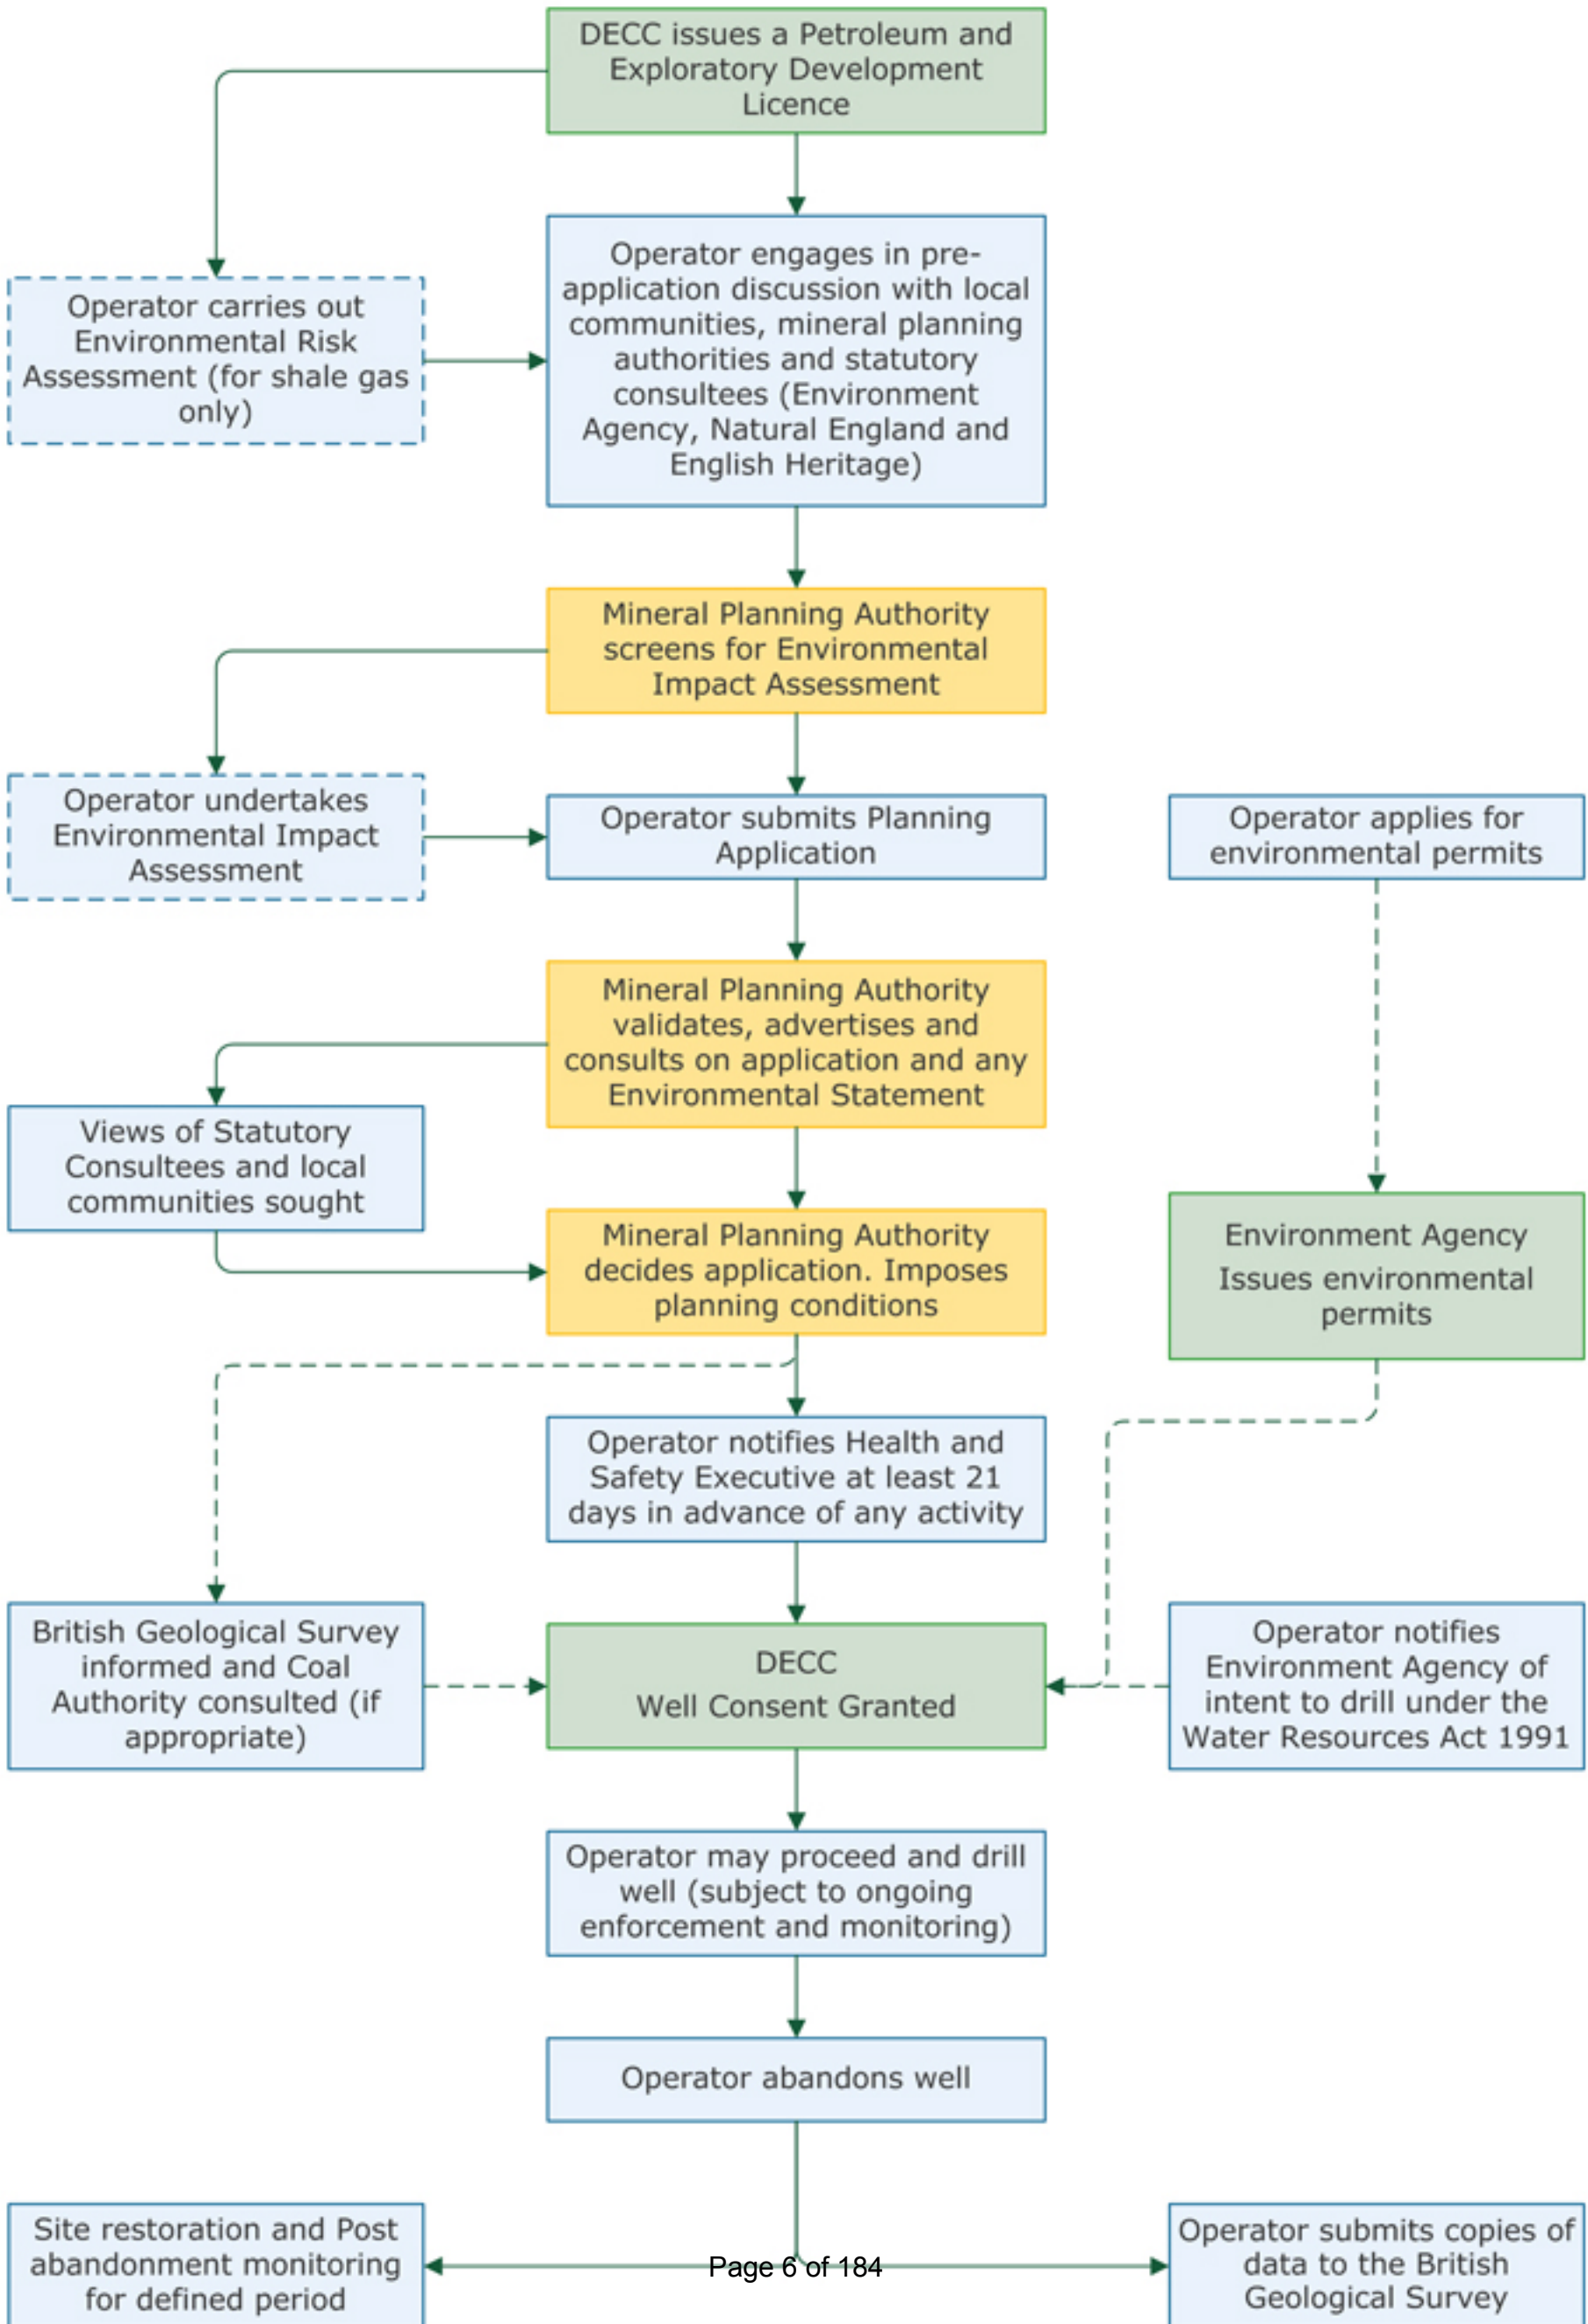 DECC issues a Petroleum and
Exploratory Development
Licence
Operator engages in pre-
application discussion with local
communities, mineral planning
authorities and statutory
consultees (Environment
Agency, Natural England and
English Heritage)
Operator carries out
Environmental Risk
Assessment (for shale gas
only)
Mineral Planning Authority
screens for Environmental
Impact Assessment
Operator undertakes
Environmental Impact
Assessment
Operator submits Planning
Application
Operator applies for
environmental permits
Mineral Planning Authority
validates, advertises and
consults on application and any
Environmental Statement
Views of Statutory
Consultees and local
communities sought
Mineral Planning Authority
decides application. Imposes
planning conditions
Environment Agency
Issues environmental
permits
Operator notifies Health and
Safety Executive at least 21
days in advance of any activity
British Geological Survey
informed and Coal
Authority consulted (if
appropriate)
DECC
Well Consent Granted
Operator notifies
Environment Agency of
intent to drill under the
Water Resources Act 1991
Operator may proceed and drill
well (subject to ongoing
enforcement and monitoring)
Operator abandons well
Site restoration and Post
abandonment monitoring
for defined period
Page 6 of 184
Operator submits copies of
data to the British
Geological Survey